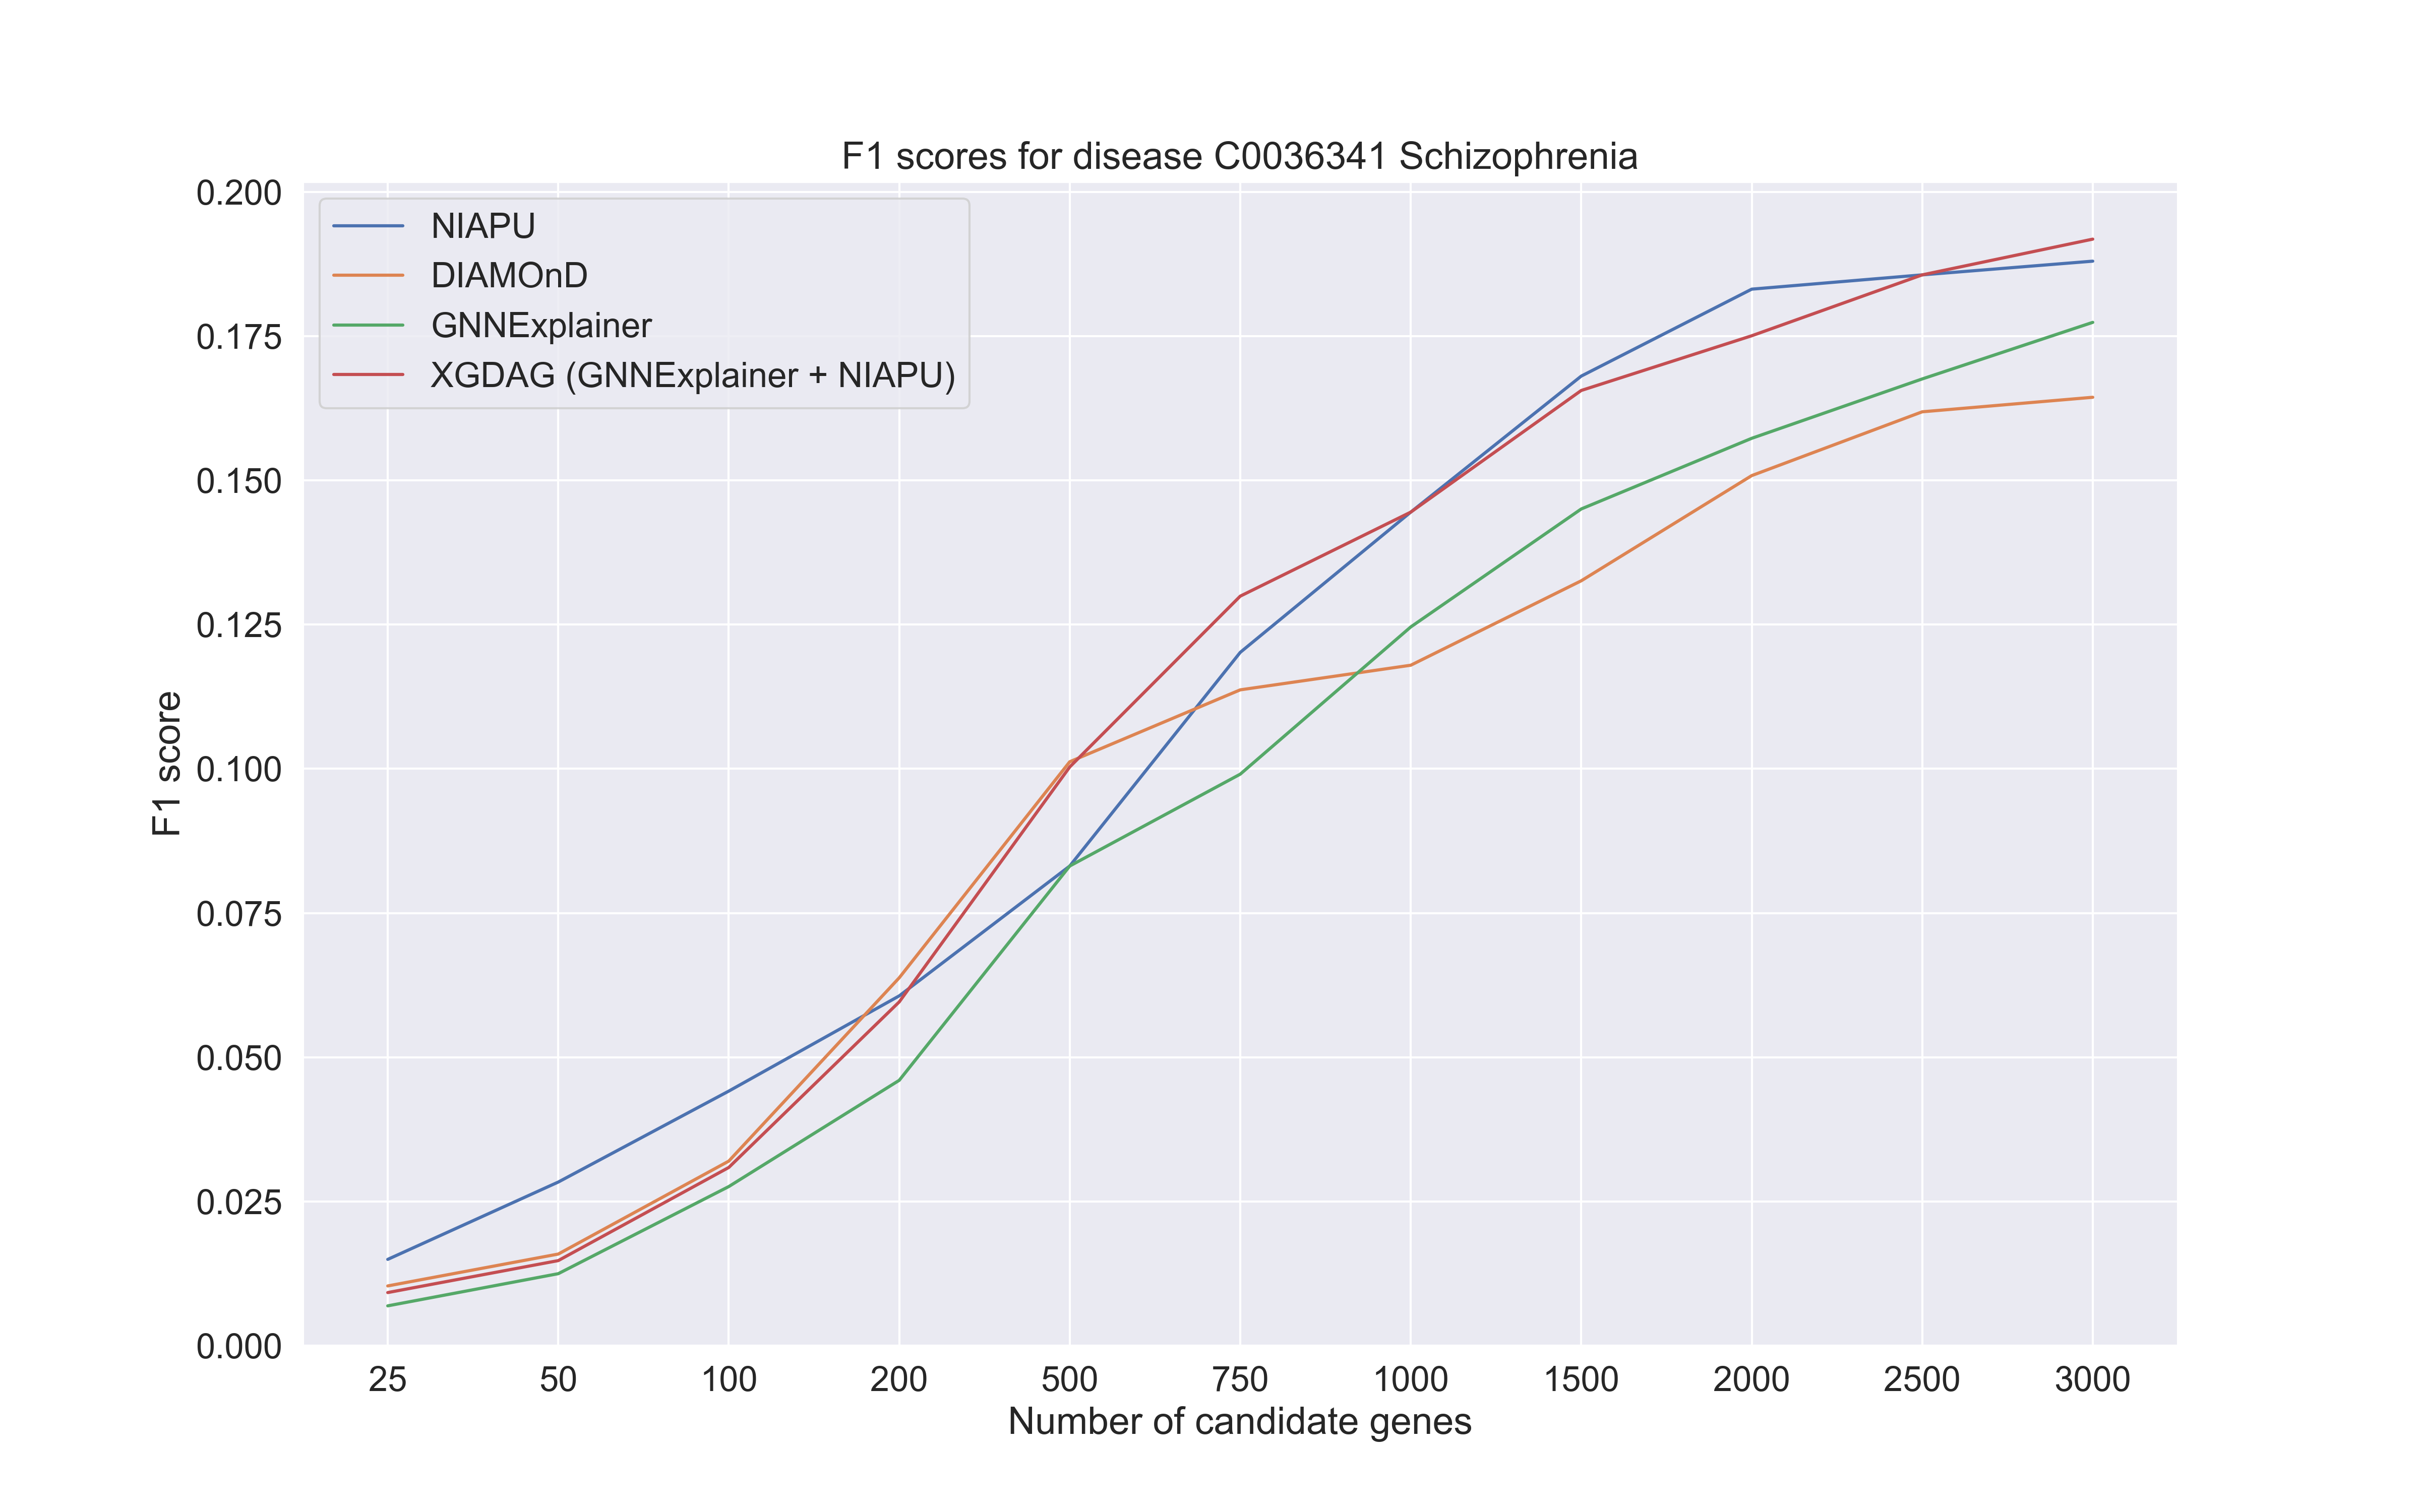 F1 scores for disease C0036341 Schizophrenia
NIAPU
DIAMOnD
GNNExplainer
XGDAG (GNNExplainer + NIAPU)
0.200
0.175
0.150
0.125
0.100
0.075
0.050
0.025
0.000
F1 score
25 50 100 200 500 750 1000 1500 2000 2500 3000
Number of candidate genes